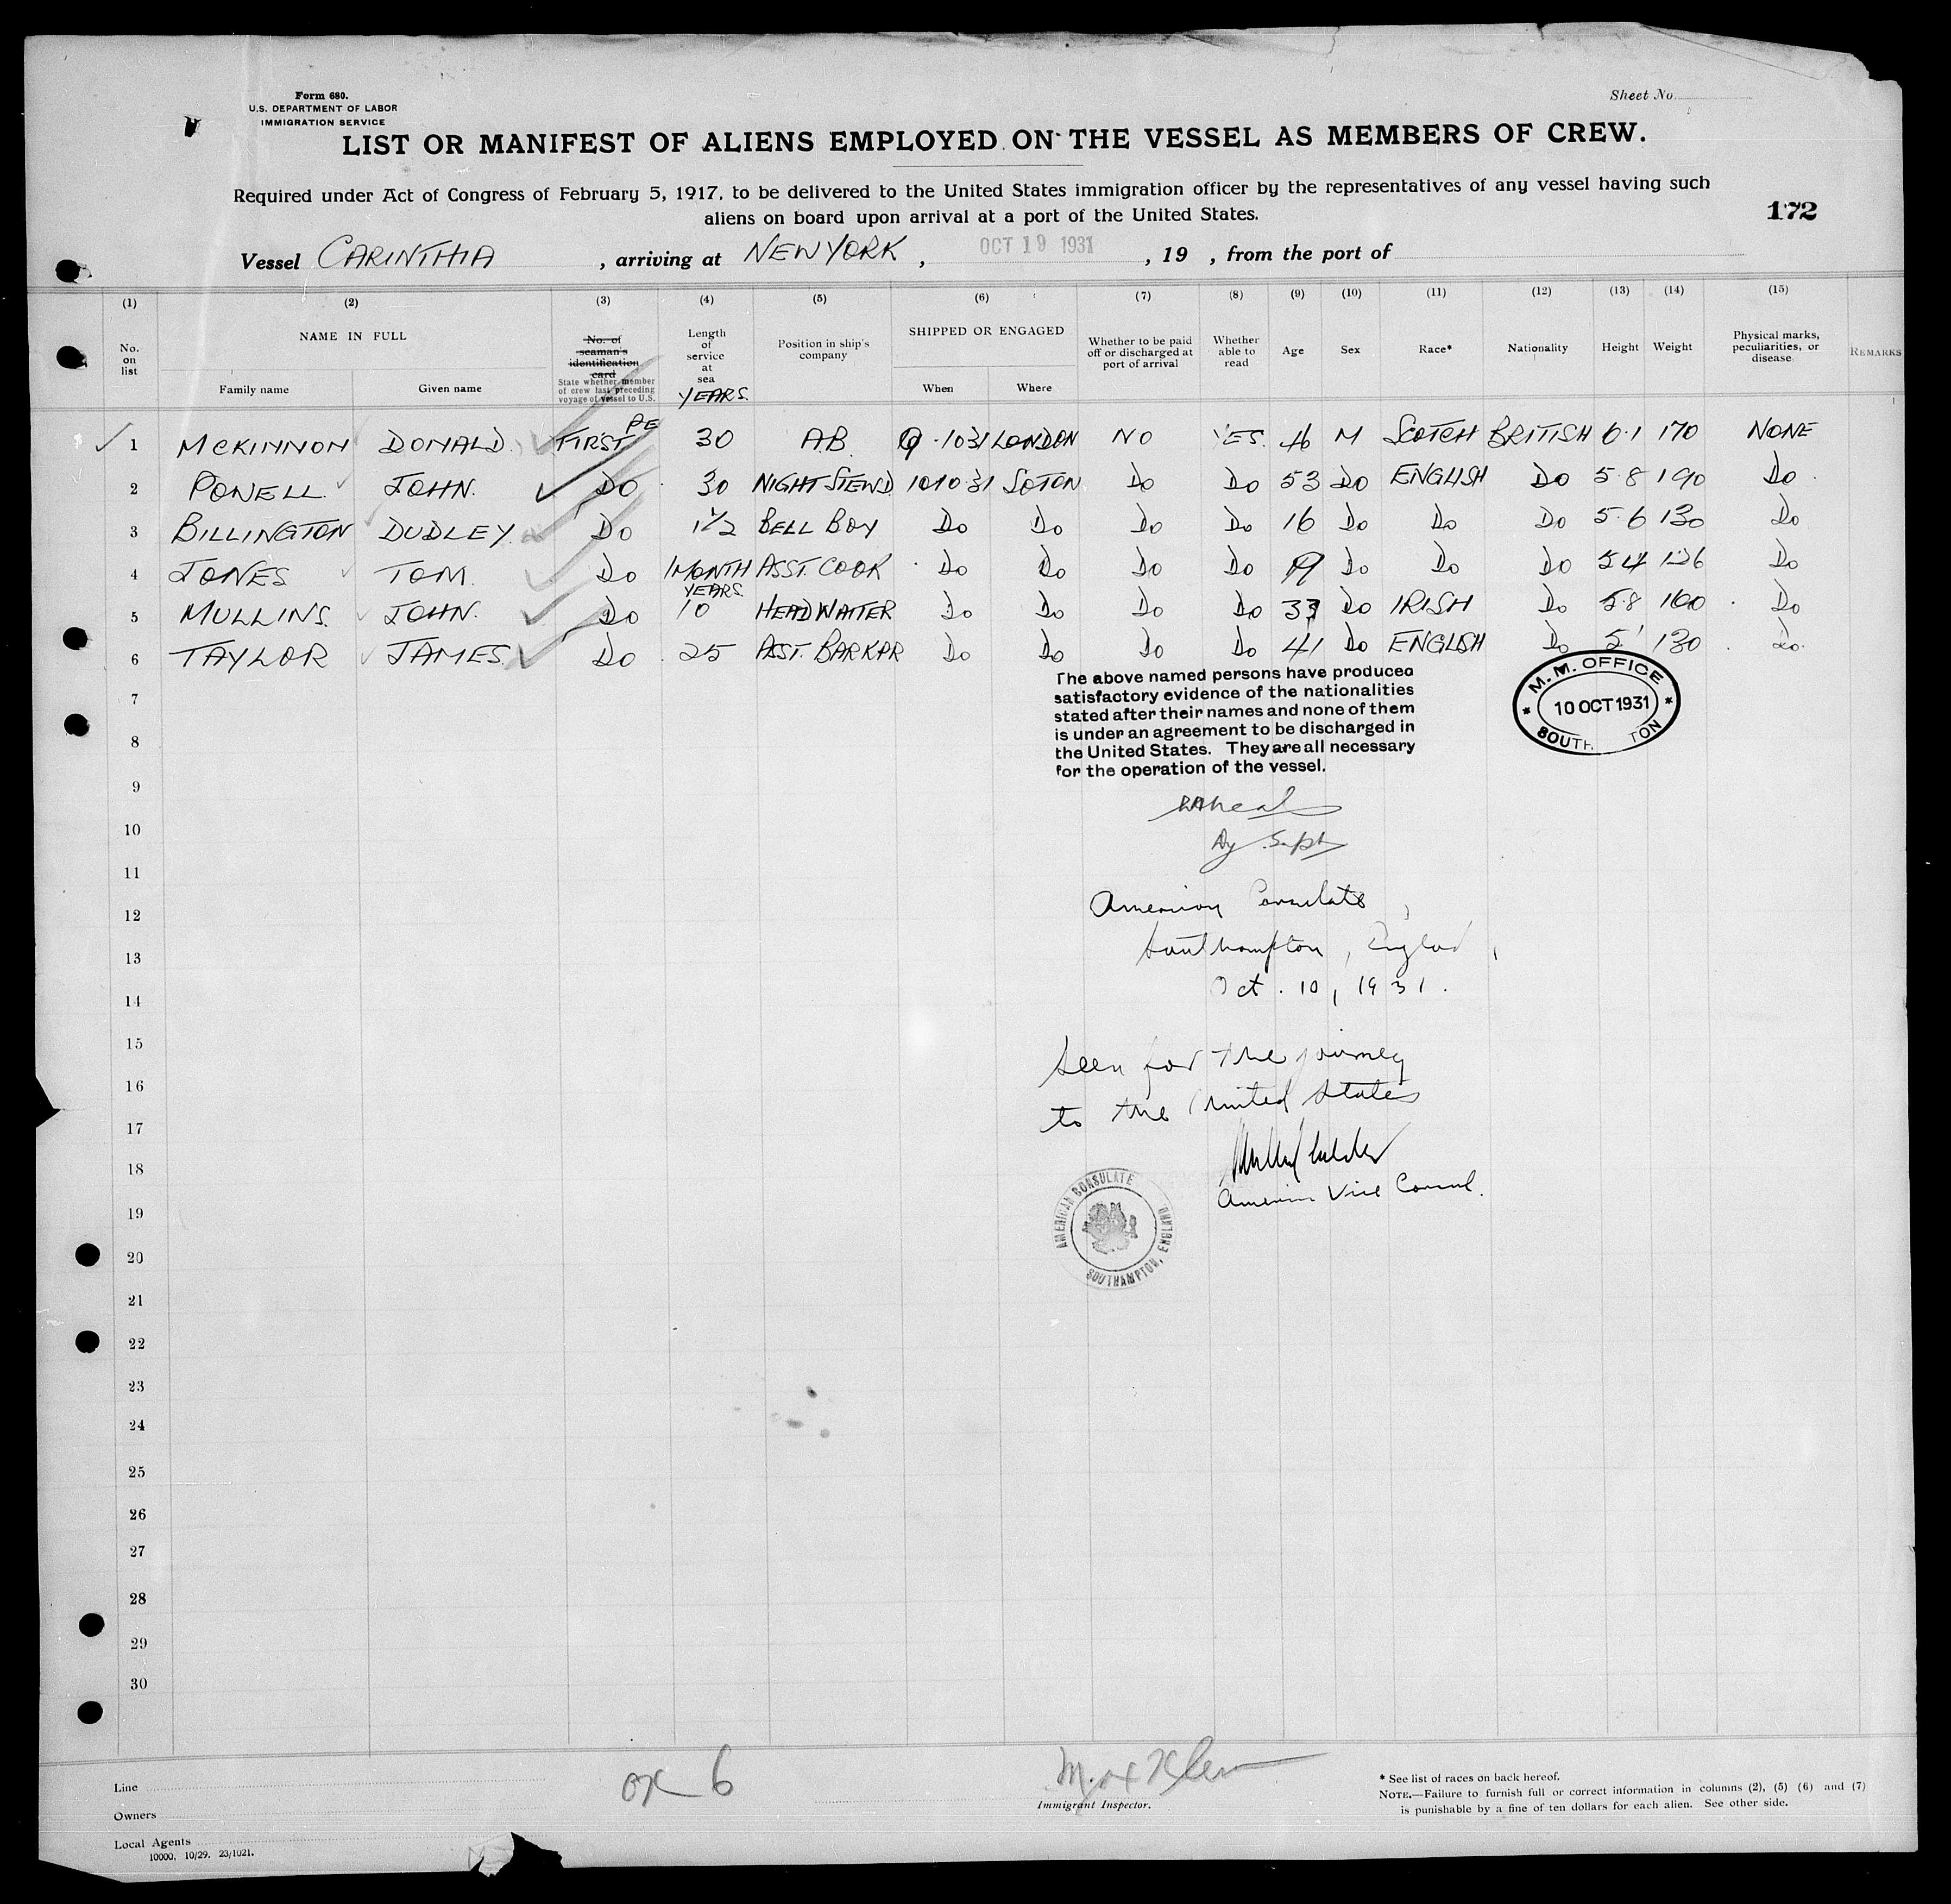 Form 680.
U.S. DEPARTMENT OF LABOR
IMMIGRATION SERVICE
Sheet No.
LIST OR MANIFEST OF ALIENS EMPLOYED ON THE VESSEL AS MEMBERS OF CREW.
Required under Act of Congress of February 5, 1917, to be delivered to the United States immigration officer by the representatives of any vessel having such
aliens on board upon arrival at a port of the United States.
172
Vessel CARINTHIA , arriving at NEW YORK , OCT 19 1931 , 19 , from the port of
(1) (2) (3) (4) (5) (6) (7) (8) (9) (10) (11) (12) (13) (14) (15)
No. on list
NAME IN FULL
Family name
Given name
No. of seaman's identification card
State whether member of crew last preceding voyage of vessel to U.S.
Length of service at sea
YEARS.
Position in ship's company
SHIPPED OR ENGAGED
When
Where
Whether to be paid off or discharged at port of arrival
Whether able to read
Age
Sex
Race*
Nationality
Height
Weight
Physical marks, peculiarities, or disease
REMARKS
1 MCKINNON DONALD. FIRST 30 A.B. 9.10 31 LONDON NO YES. 46 M SCOTCH BRITISH 6.1 170 NONE
2 POWELL. JOHN. DO 30 NIGHT STEWD 10 10 31 SOTON DO DO 53 DO ENGLISH DO 5 8 190 DO
3 BILLINGTON DUDLEY. DO 1 1/2 BELL BOY DO DO DO DO 16 DO DO DO 5.6 130 DO
4 JONES TOM. DO 1 MONTH ASST. COOK DO DO DO DO 19 DO DO DO 5 4 126 DO
5 MULLINS. JOHN. DO YEARS 10 HEAD WAITER DO DO DO DO 33 DO IRISH DO 5.8 160 DO
6 TAYLOR JAMES. DO 25 ASST. BARKPR DO DO DO DO 41 DO ENGLISH DO 5' 130 DO.
7
The above named persons have produced
satisfactory evidence of the nationalities
stated after their names and none of them
is under an agreement to be discharged in
the United States. They are all necessary
for the operation of the vessel.
M.M. OFFICE
10 OCT 1931
8
9
10
Dy Supt
11
12
American Consulate,
13
Southampton, England,
14
Oct. 10, 1931.
15
Seen for the journey
16
to the United States
17
18
American Vice Consul.
AMERICAN CONSULATE
SOUTHAMPTON, ENGLAND
19
20
21
22
23
24
25
26
27
28
29
30
Line
Owners
Local Agents
10000. 10/29. 23/1021.
OK 6
Immigrant Inspector.
* See list of races on back hereof.
NOTE.—Failure to furnish full or correct information in columns (2), (5) (6) and (7)
is punishable by a fine of ten dollars for each alien. See other side.